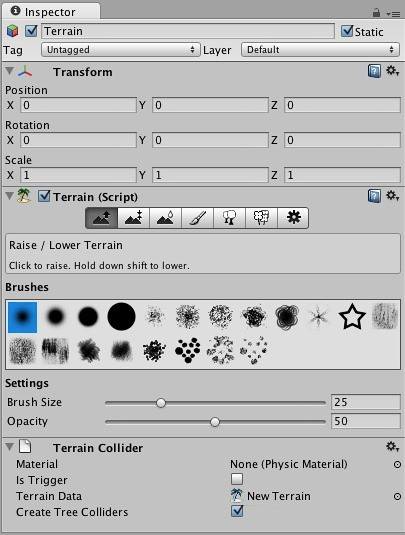 Inspector
Terrain
Static
Tag Untagged Layer Default
Transform
Position
X 0 Y 0 Z 0
Rotation
X 0 Y 0 Z 0
Scale
X 1 Y 1 Z 1
Terrain (Script)
Raise / Lower Terrain
Click to raise. Hold down shift to lower.
Brushes
Settings
Brush Size 25
Opacity 50
Terrain Collider
Material None (Physic Material)
Is Trigger
Terrain Data New Terrain
Create Tree Colliders